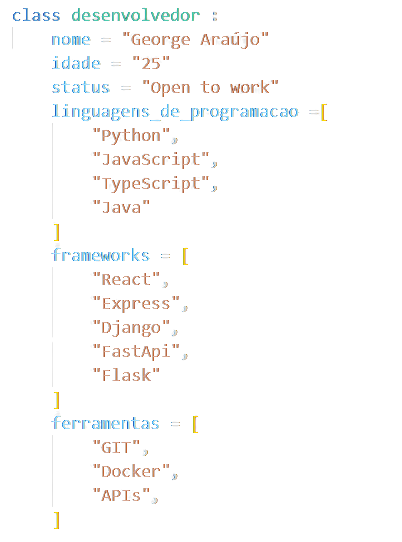 class desenvolvedor :
nome = "George Araújo"
idade = "25"
status = "Open to work"
linguagens_de_programacao =[
"Python",
"JavaScript",
"TypeScript",
"Java"
]
frameworks = [
"React",
"Express",
"Django",
"FastApi",
"Flask"
]
ferramentas = [
"GIT",
"Docker",
"APIs",
]